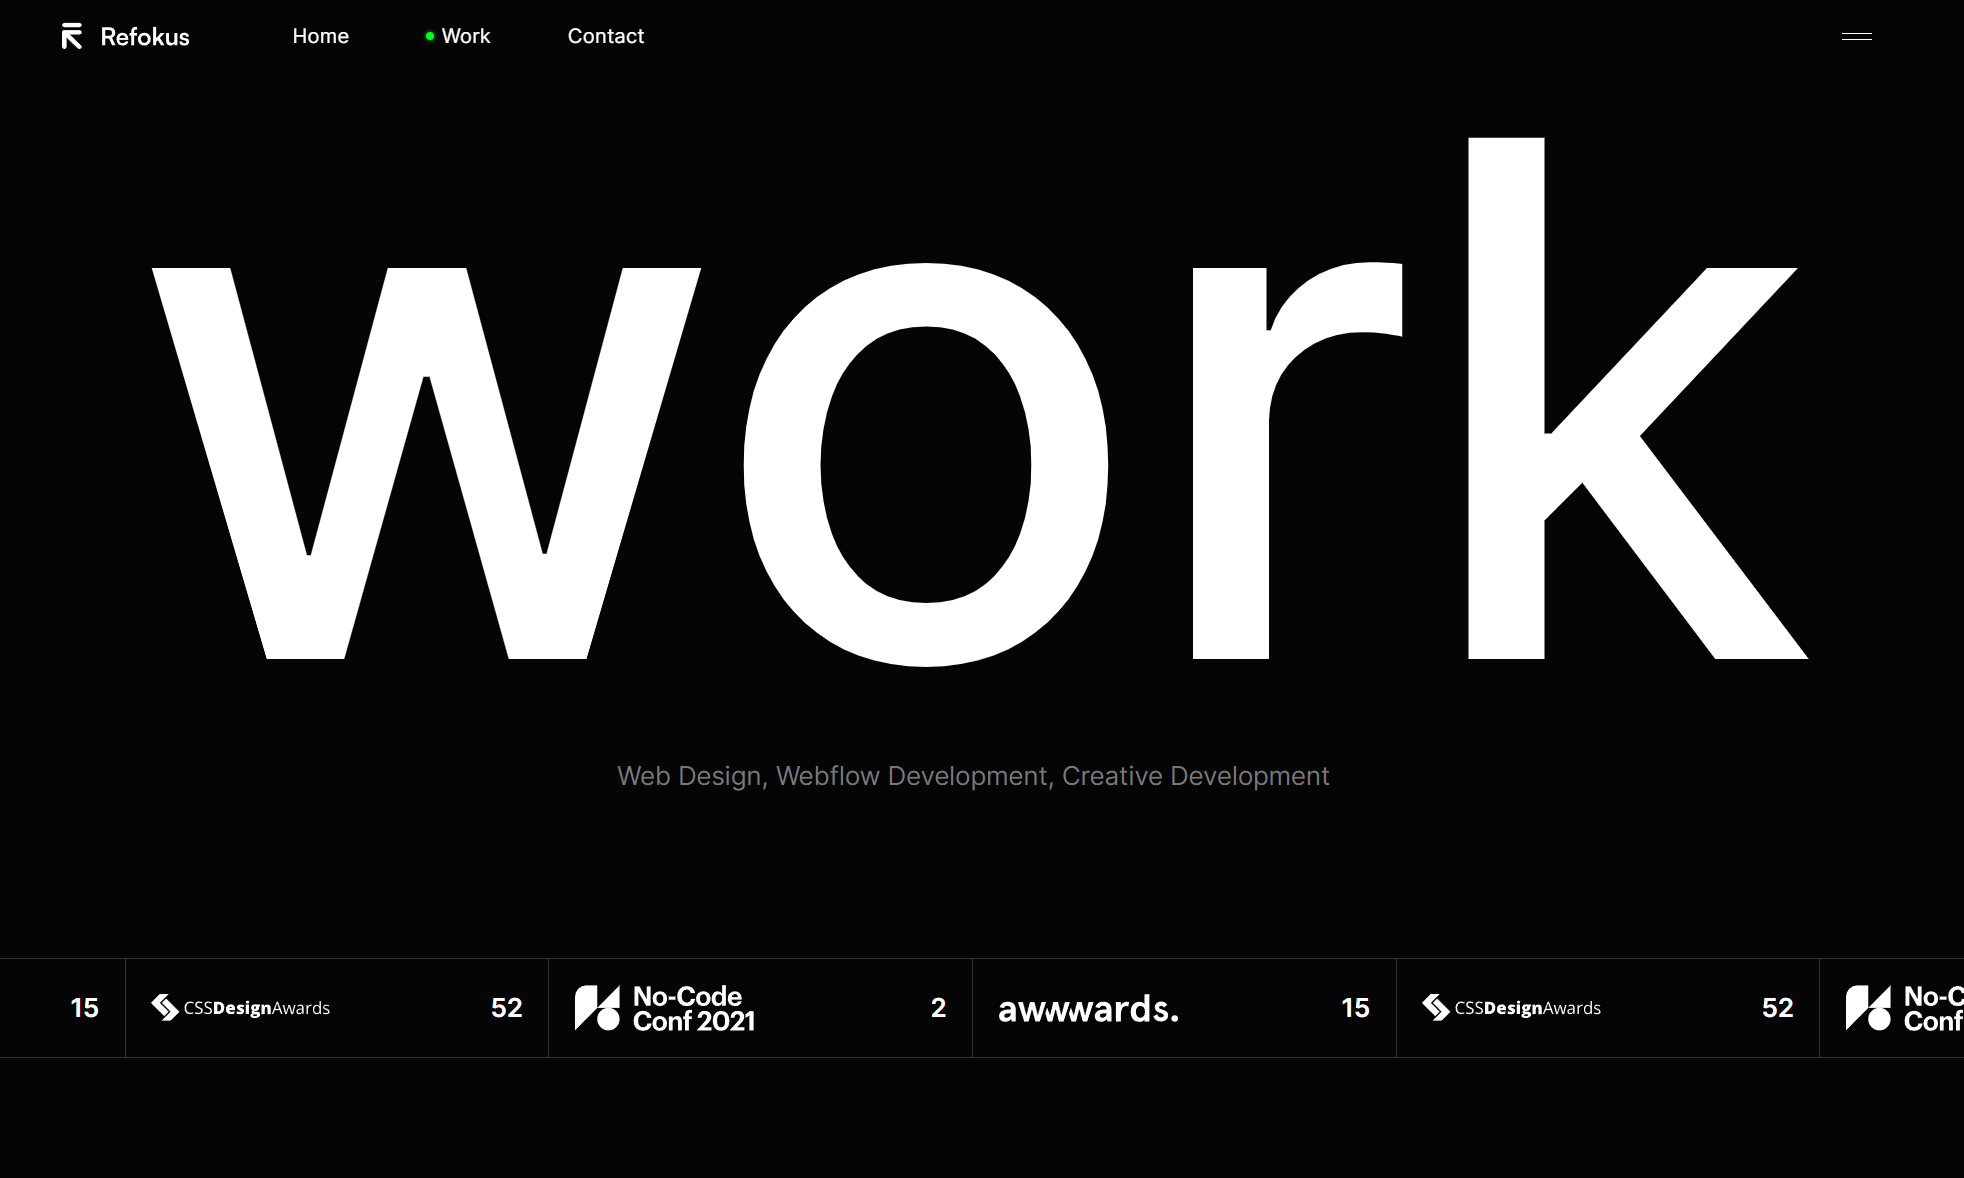 Refokus
Home
Work
Contact
work
Web Design, Webflow Development, Creative Development
15
CSSDesignAwards
52
No-Code
Conf 2021
2
awwwards.
15
CSSDesignAwards
52
No-C
Conf